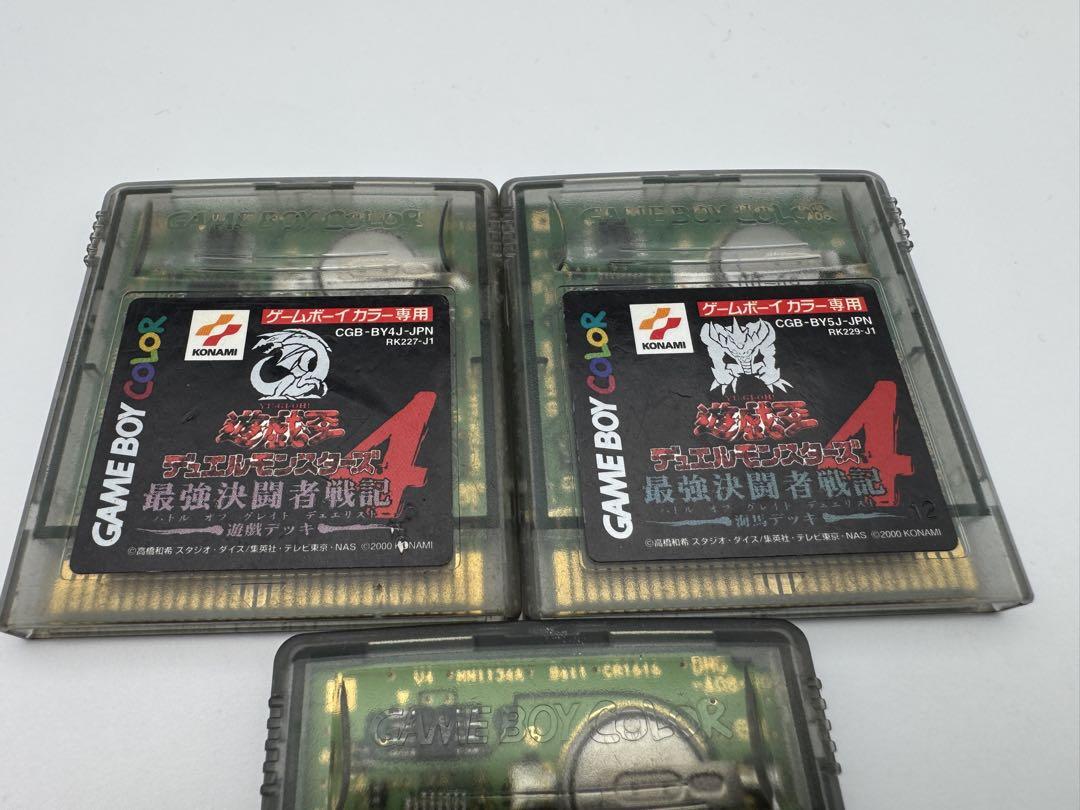 GAME BOY COLOR
KONAMI
ゲームボーイカラー専用
CGB-BY4J-JPN
RK227-J1
GAME BOY COLOR
YU-GI-OH!
遊戯王
デュエルモンスターズ4
最強決闘者戦記
バトル オブ グレイト デュエリスト
遊戯デッキ
©高橋和希 スタジオ・ダイス/集英社・テレビ東京・NAS ©2000 KONAMI
GAME BOY COLOR
KONAMI
ゲームボーイカラー専用
CGB-BY5J-JPN
RK229-J1
GAME BOY COLOR
YU-GI-OH!
遊戯王
デュエルモンスターズ4
最強決闘者戦記
バトル オブ グレイト デュエリスト
海馬デッキ
12
©高橋和希 スタジオ・ダイス/集英社・テレビ東京・NAS ©2000 KONAMI
GAME BOY COLOR